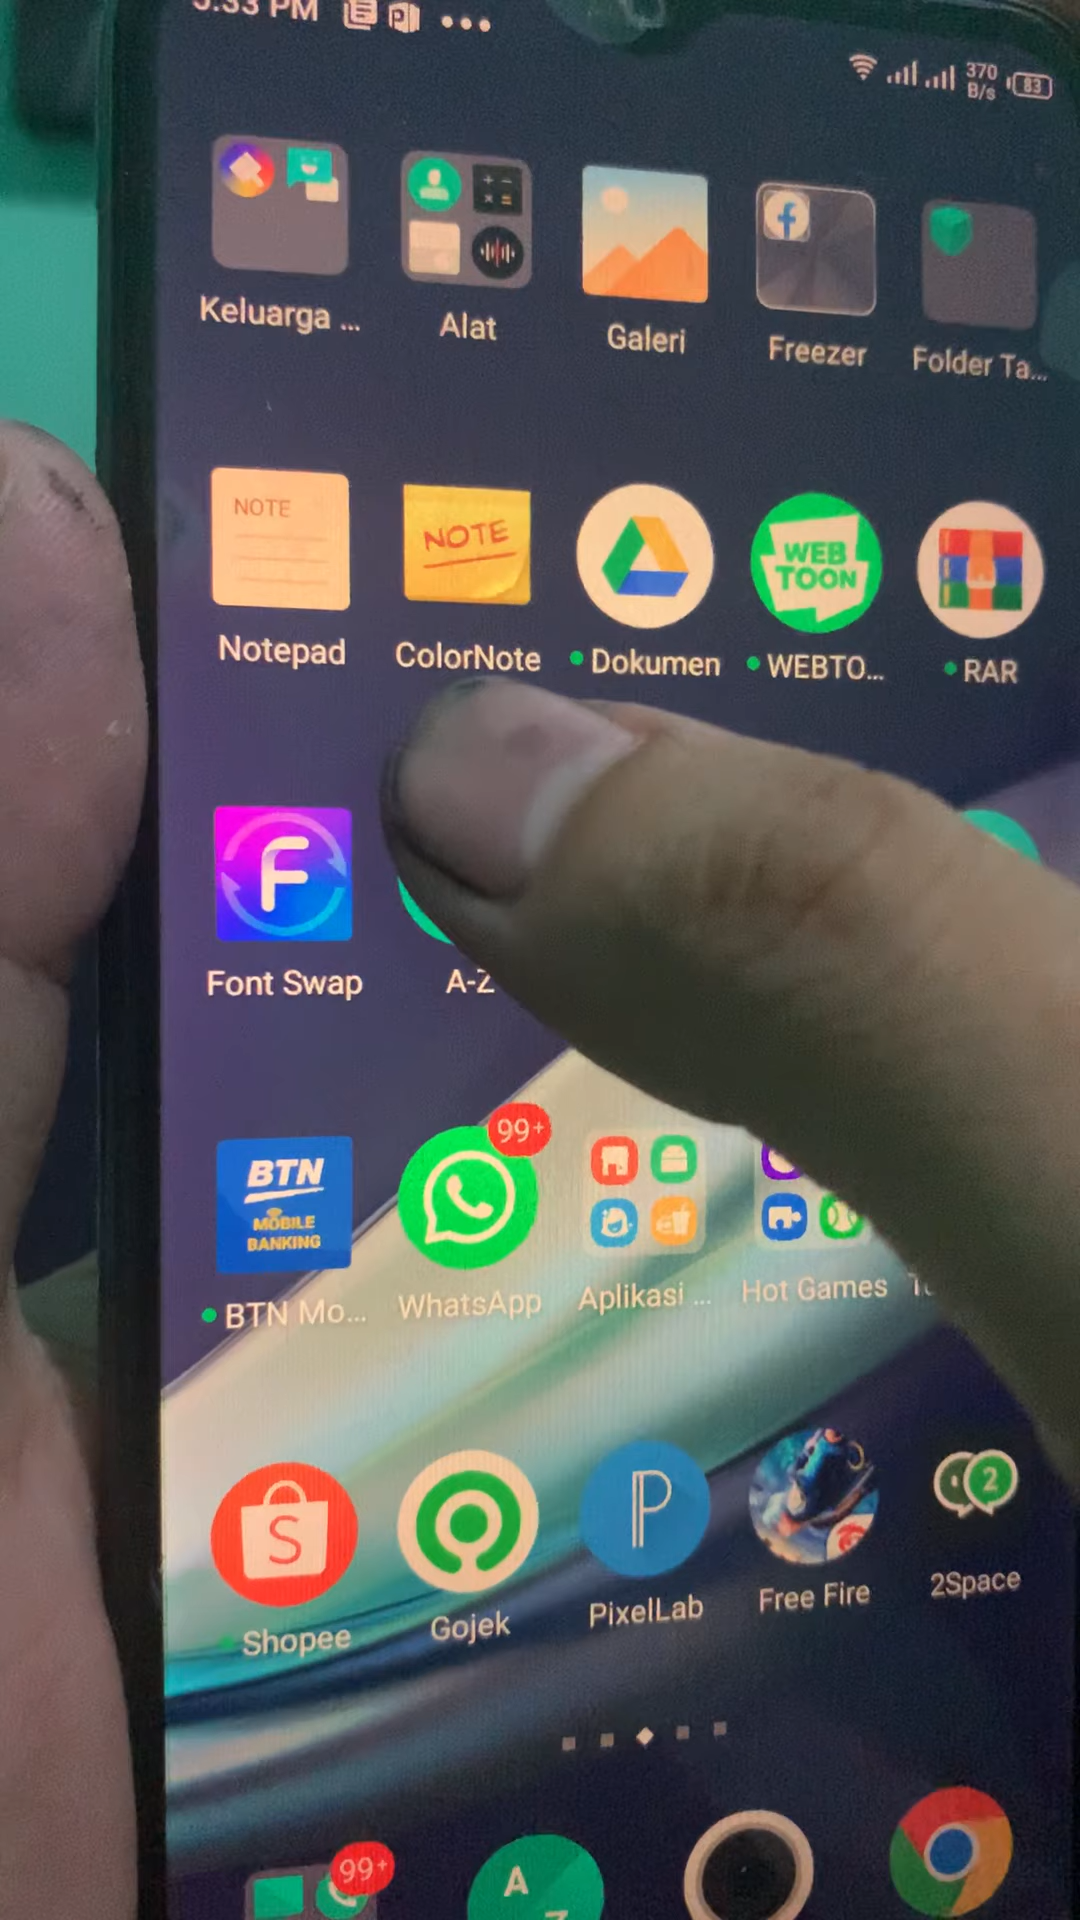 5:33 PM
370
B/s
83
Keluarga ...
Alat
Galeri
Freezer
Folder Ta...
NOTE
NOTE
WEB
TOON
Notepad
ColorNote
Dokumen
WEBTO...
RAR
F
Font Swap
A-Z
99+
BTN
MOBILE
BANKING
BTN Mo...
WhatsApp
Aplikasi ...
Hot Games
S
P
2
Shopee
Gojek
PixelLab
Free Fire
2Space
99+
A
Z